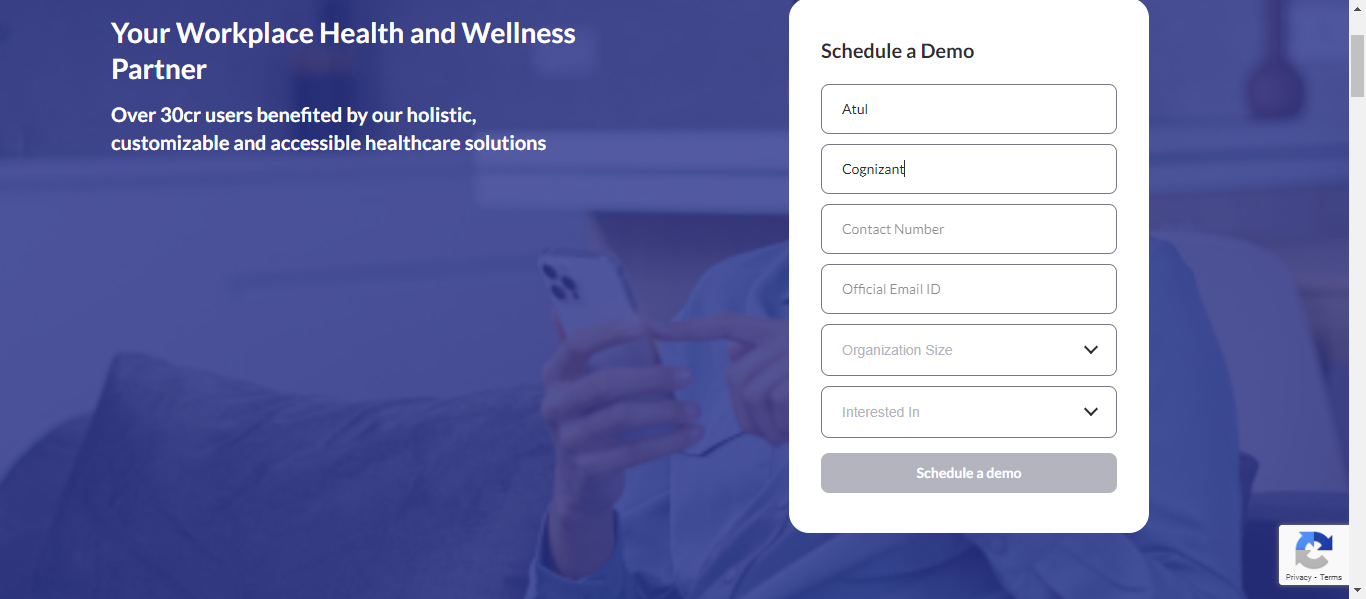 Your Workplace Health and Wellness
Partner
Over 30cr users benefited by our holistic,
customizable and accessible healthcare solutions
Schedule a Demo
Atul
Cognizant
Contact Number
Official Email ID
Organization Size
Interested In
Schedule a demo
Privacy - Terms